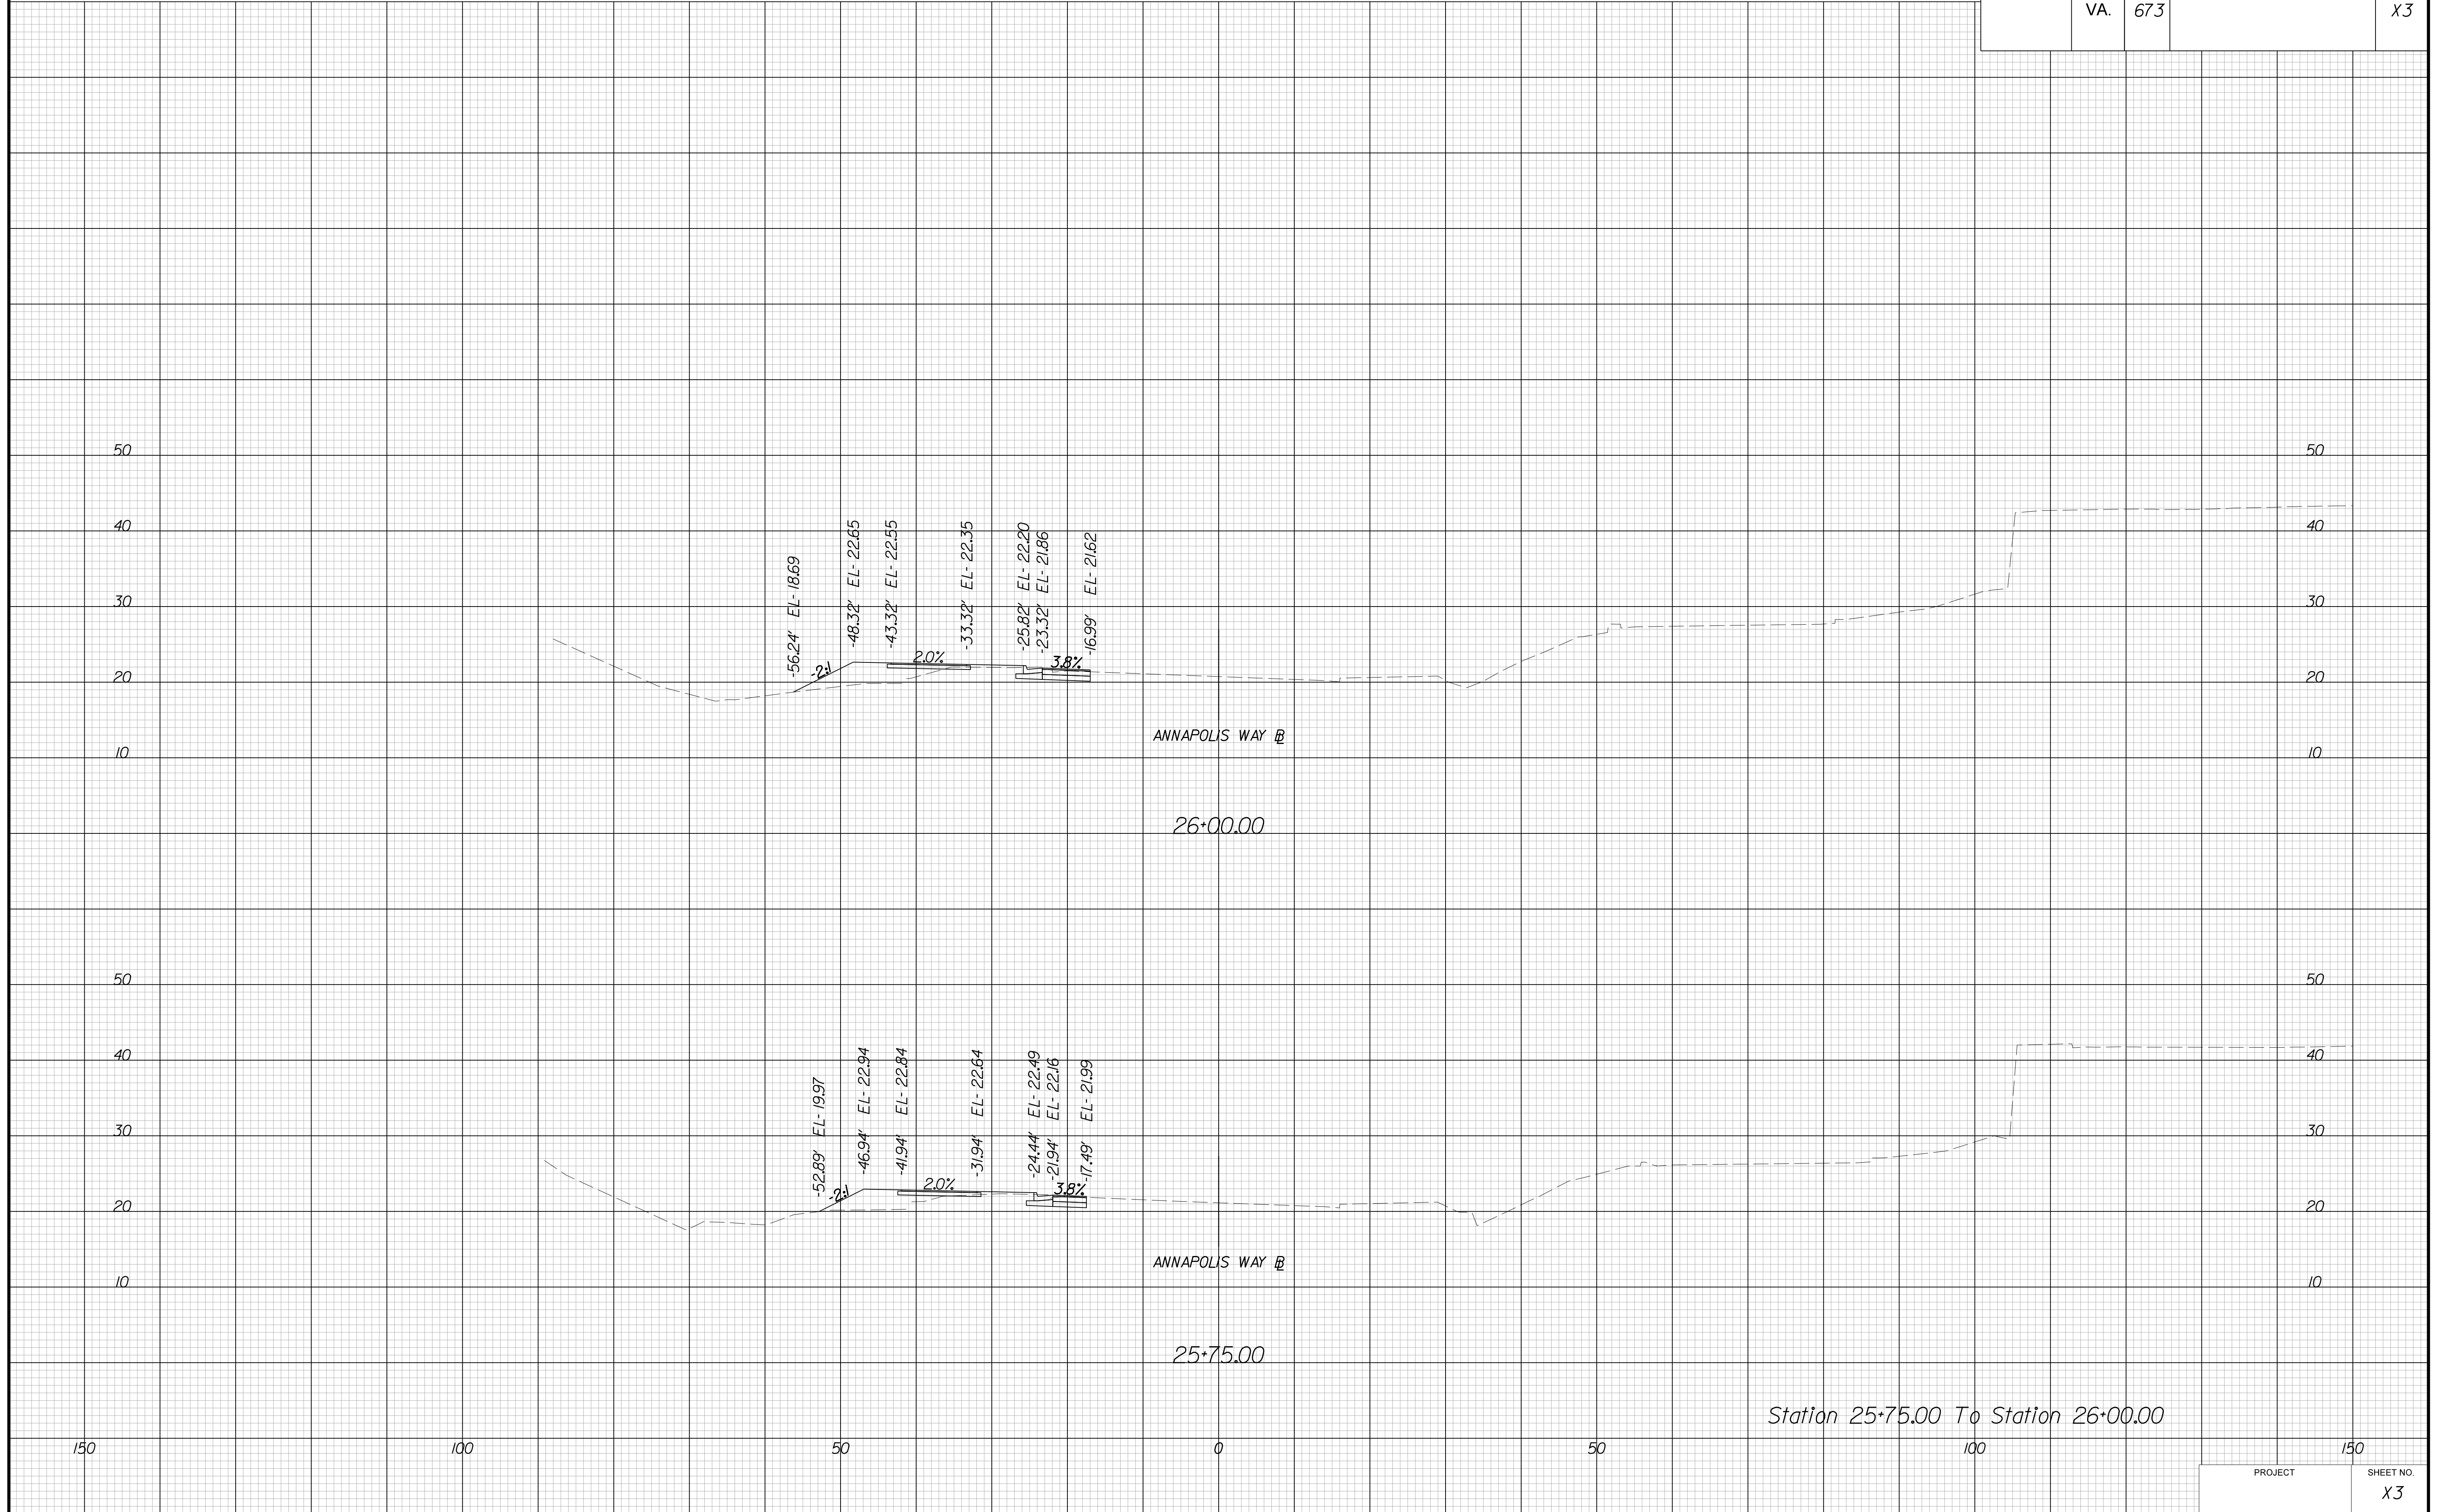 VA. 673 X3
50 50
40 40
-56.24' EL- 18.69
-48.32' EL- 22.65
-43.32' EL- 22.55
-33.32' EL- 22.35
-25.82' EL- 22.20
-23.32' EL- 21.86
-16.99' EL- 21.62
30 30
-2:1 2.0% 3.8%
20 20
ANNAPOLIS WAY BL
10 10
26+00.00
50 50
40 40
-52.89' EL- 19.97
-46.94' EL- 22.94
-41.94' EL- 22.84
-31.94' EL- 22.64
-24.44' EL- 22.49
-21.94' EL- 22.16
-17.49' EL- 21.99
30 30
-2:1 2.0% 3.8%
20 20
ANNAPOLIS WAY BL
10 10
25+75.00
Station 25+75.00 To Station 26+00.00
150 100 50 0 50 100 150
PROJECT SHEET NO.
X3